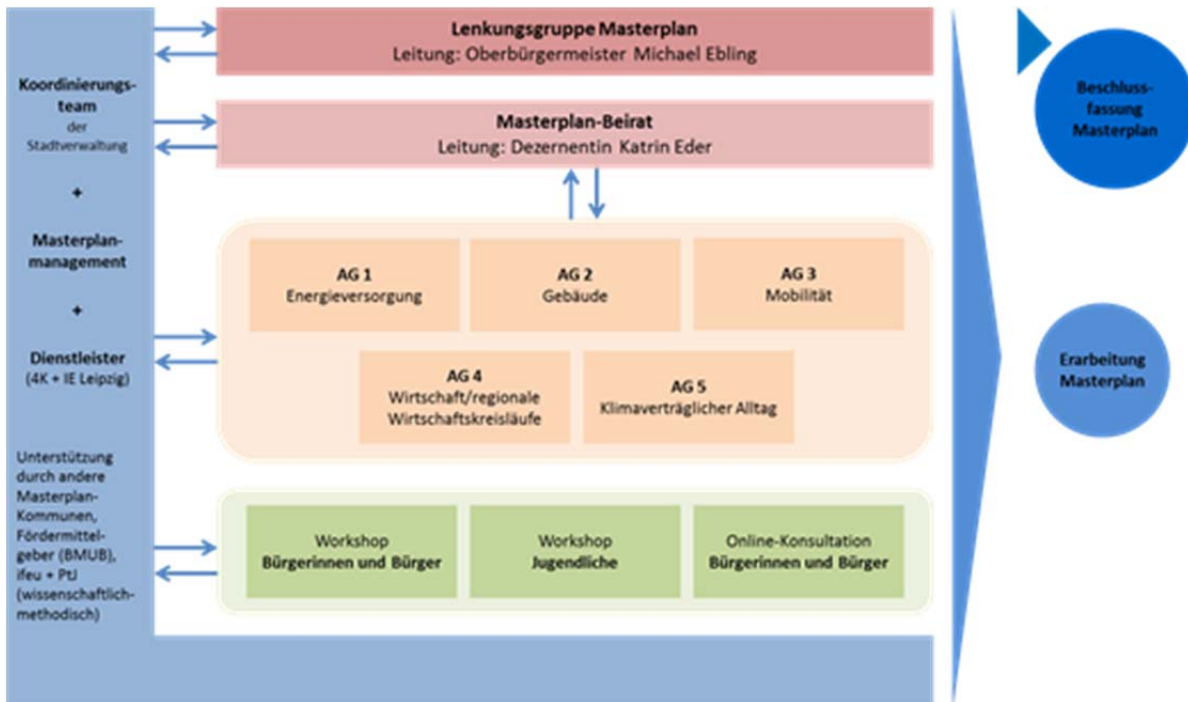 Lenkungsgruppe Masterplan
Leitung: Oberbürgermeister Michael Ebling
Koordinierungs-
team
der
Stadtverwaltung
+
Masterplan-
management
+
Dienstleister
(4K + IE Leipzig)
Unterstützung
durch andere
Masterplan-
Kommunen,
Fördermittel-
geber (BMUB),
ifeu + PtJ
(wissenschaftlich-
methodisch)
Masterplan-Beirat
Leitung: Dezernentin Katrin Eder
AG 1
Energieversorgung
AG 2
Gebäude
AG 3
Mobilität
AG 4
Wirtschaft/regionale
Wirtschaftskreisläufe
AG 5
Klimaverträglicher Alltag
Workshop
Bürgerinnen und Bürger
Workshop
Jugendliche
Online-Konsultation
Bürgerinnen und Bürger
Beschluss-
fassung
Masterplan
Erarbeitung
Masterplan